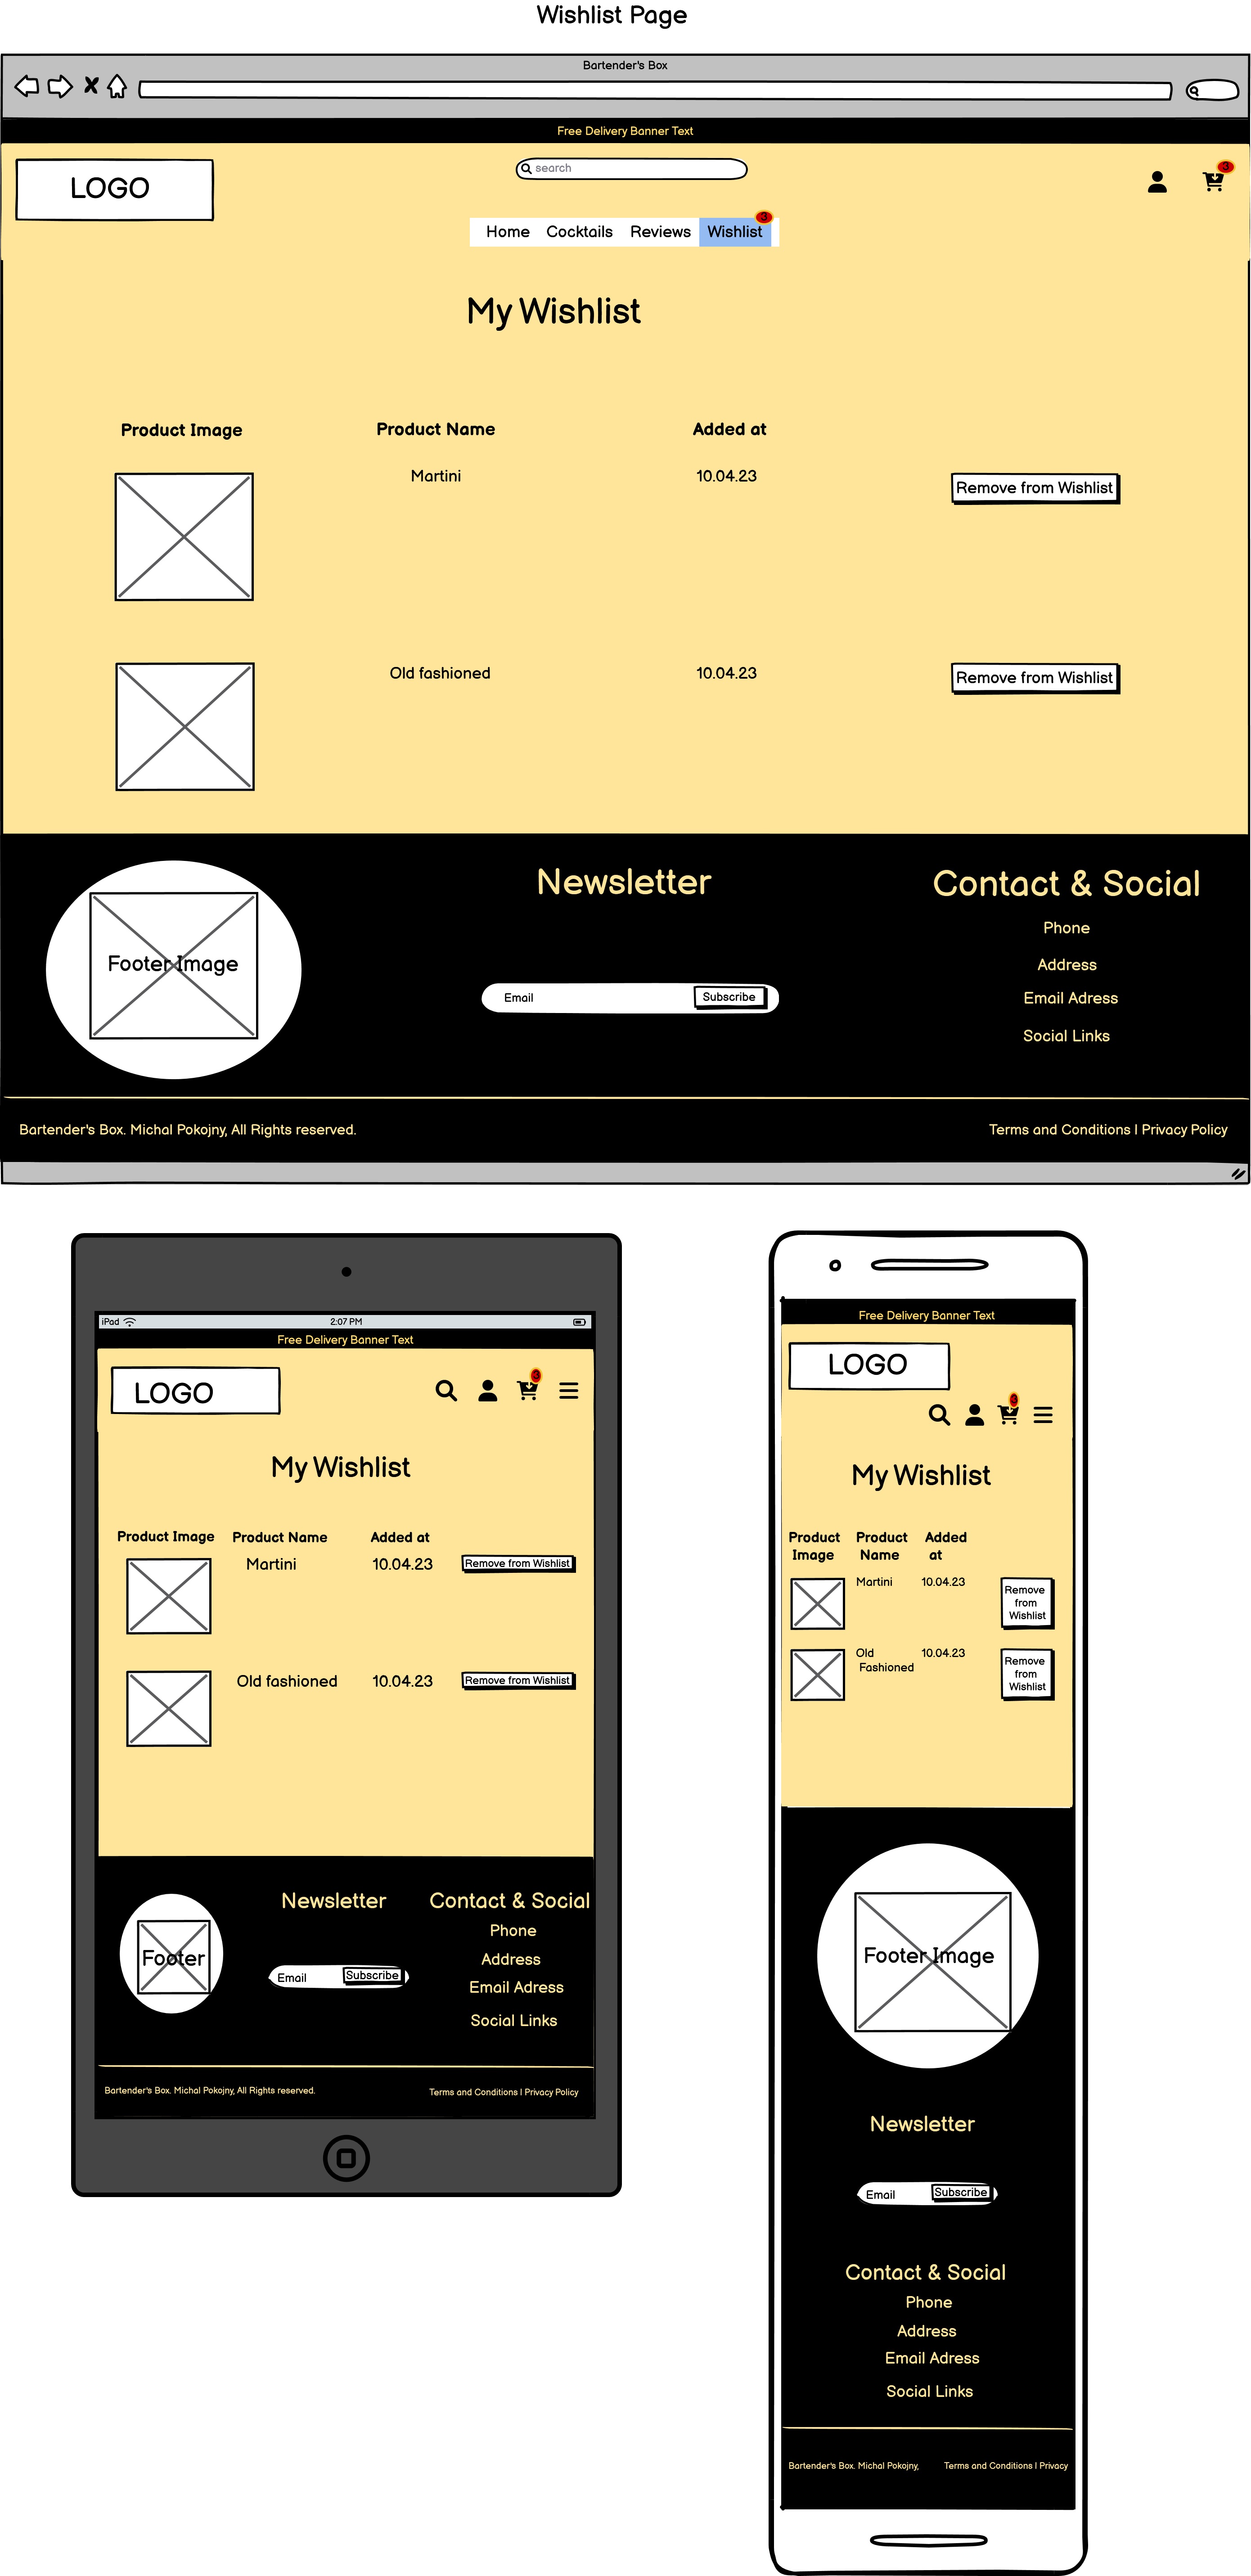 Wishlist Page
Bartender's Box
Free Delivery Banner Text
LOGO
search
3
3
Home Cocktails Reviews Wishlist
My Wishlist
Product Image Product Name Added at
Martini 10.04.23 Remove from Wishlist
Old fashioned 10.04.23 Remove from Wishlist
Footer Image
Newsletter
Email Subscribe
Contact & Social
Phone
Address
Email Adress
Social Links
Bartender's Box. Michal Pokojny, All Rights reserved. Terms and Conditions | Privacy Policy
iPad 2:07 PM
Free Delivery Banner Text
LOGO
3
My Wishlist
Product Image Product Name Added at
Martini 10.04.23 Remove from Wishlist
Old fashioned 10.04.23 Remove from Wishlist
Footer
Newsletter
Email Subscribe
Contact & Social
Phone
Address
Email Adress
Social Links
Bartender's Box. Michal Pokojny, All Rights reserved. Terms and Conditions | Privacy Policy
Free Delivery Banner Text
LOGO
3
My Wishlist
Product Product Added
Image Name at
Martini 10.04.23
Remove
from
Wishlist
Old 10.04.23
Fashioned
Remove
from
Wishlist
Footer Image
Newsletter
Email Subscribe
Contact & Social
Phone
Address
Email Adress
Social Links
Bartender's Box. Michal Pokojny, Terms and Conditions | Privacy